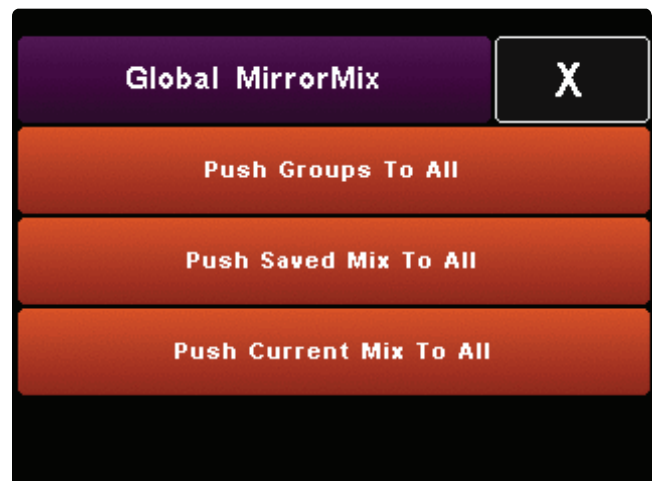 Global MirrorMix
X
Push Groups To All
Push Saved Mix To All
Push Current Mix To All